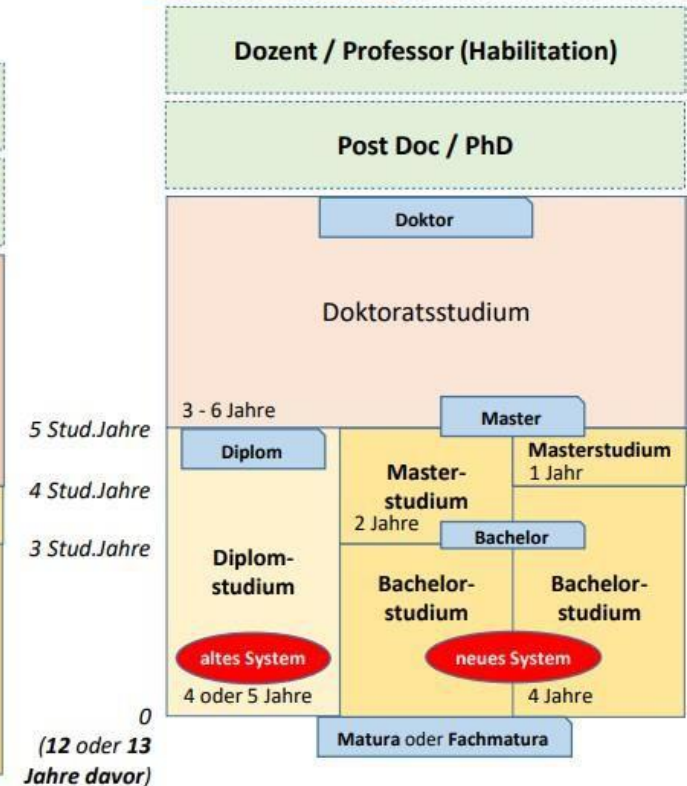 Dozent / Professor (Habilitation)
Post Doc / PhD
Doktor
Doktoratsstudium
3 - 6 Jahre
Master
5 Stud.Jahre
Diplom
Master-
studium
2 Jahre
Masterstudium
1 Jahr
4 Stud.Jahre
Bachelor
3 Stud.Jahre
Diplom-
studium
Bachelor-
studium
Bachelor-
studium
altes System
neues System
4 oder 5 Jahre
4 Jahre
0
(12 oder 13
Jahre davor)
Matura oder Fachmatura